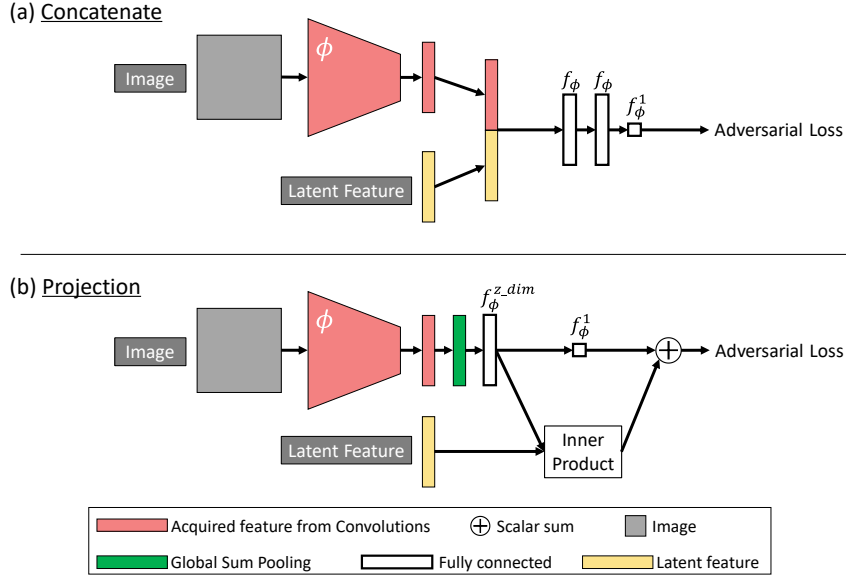 (a) Concatenate
ϕ
Image
Latent Feature
f_ϕ
f_ϕ
f_ϕ^1
Adversarial Loss
(b) Projection
ϕ
Image
Latent Feature
f_ϕ^{z_dim}
f_ϕ^1
Adversarial Loss
Inner
Product
Acquired feature from Convolutions
Scalar sum
Image
Global Sum Pooling
Fully connected
Latent feature